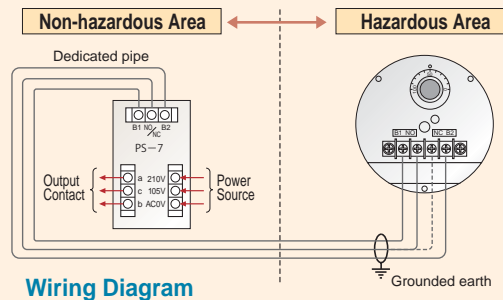 Non-hazardous Area
Hazardous Area
Dedicated pipe
B1 NO/NC B2
PS-7
Output Contact
a 210V
c 105V
b AC0V
Power Source
B1 NO NC B2
Grounded earth
Wiring Diagram